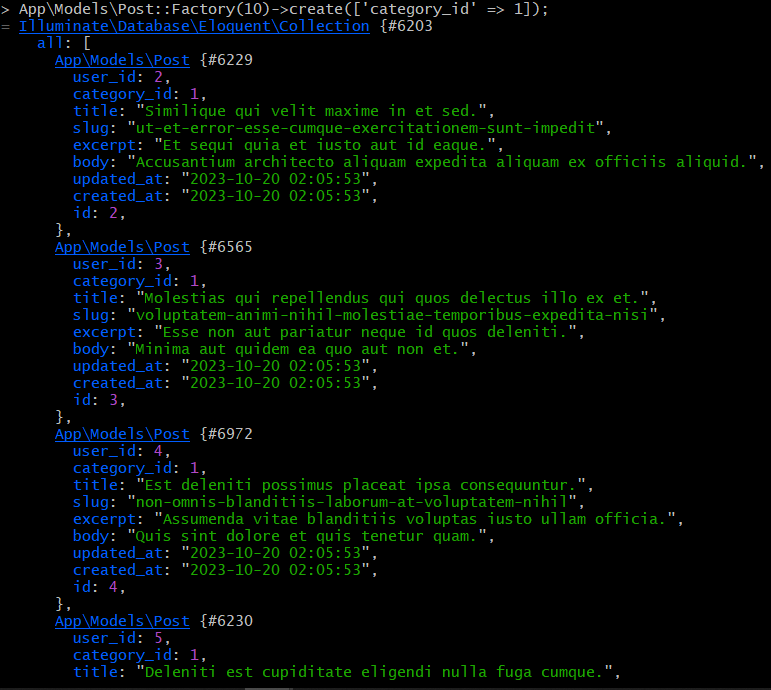 > App\Models\Post::Factory(10)->create(['category_id' => 1]);
= Illuminate\Database\Eloquent\Collection {#6203
    all: [
      App\Models\Post {#6229
        user_id: 2,
        category_id: 1,
        title: "Similique qui velit maxime in et sed.",
        slug: "ut-et-error-esse-cumque-exercitationem-sunt-impedit",
        excerpt: "Et sequi quia et iusto aut id eaque.",
        body: "Accusantium architecto aliquam expedita aliquam ex officiis aliquid.",
        updated_at: "2023-10-20 02:05:53",
        created_at: "2023-10-20 02:05:53",
        id: 2,
      },
      App\Models\Post {#6565
        user_id: 3,
        category_id: 1,
        title: "Molestias qui repellendus qui quos delectus illo ex et.",
        slug: "voluptatem-animi-nihil-molestiae-temporibus-expedita-nisi",
        excerpt: "Esse non aut pariatur neque id quos deleniti.",
        body: "Minima aut quidem ea quo aut non et.",
        updated_at: "2023-10-20 02:05:53",
        created_at: "2023-10-20 02:05:53",
        id: 3,
      },
      App\Models\Post {#6972
        user_id: 4,
        category_id: 1,
        title: "Est deleniti possimus placeat ipsa consequuntur.",
        slug: "non-omnis-blanditiis-laborum-at-voluptatem-nihil",
        excerpt: "Assumenda vitae blanditiis voluptas iusto ullam officia.",
        body: "Quis sint dolore et quis tenetur quam.",
        updated_at: "2023-10-20 02:05:53",
        created_at: "2023-10-20 02:05:53",
        id: 4,
      },
      App\Models\Post {#6230
        user_id: 5,
        category_id: 1,
        title: "Deleniti est cupiditate eligendi nulla fuga cumque.",